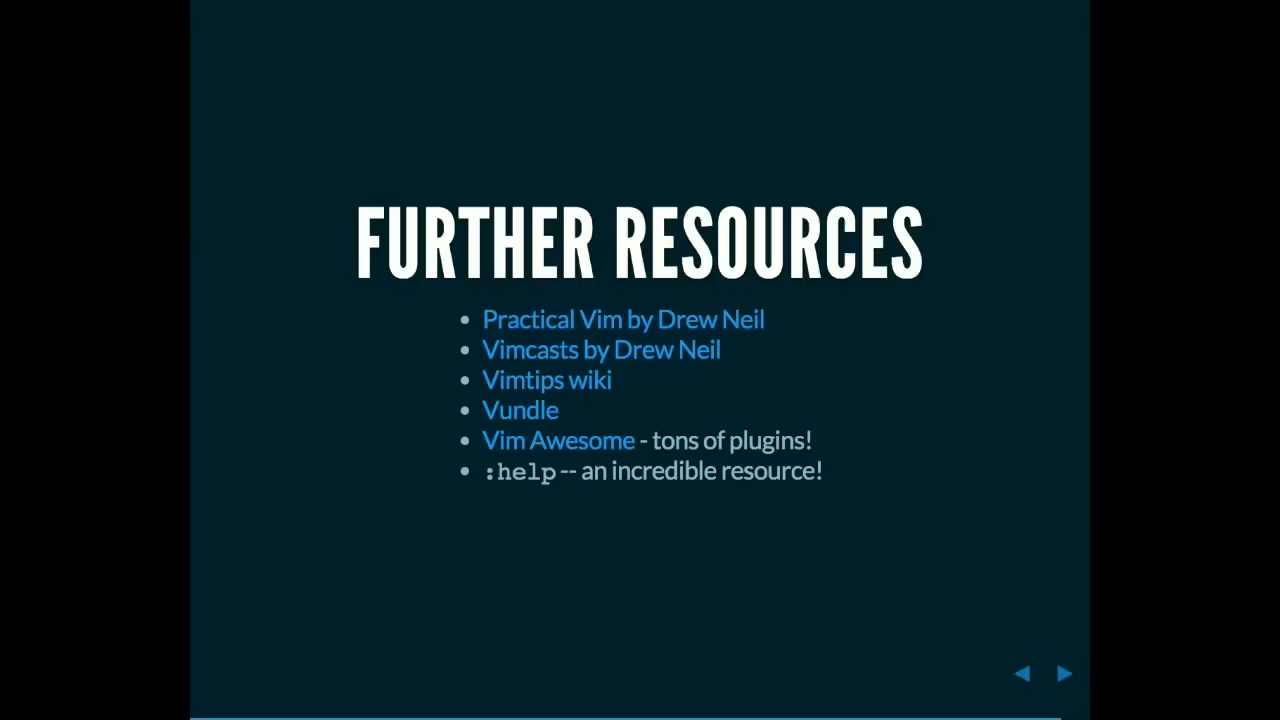 FURTHER RESOURCES
Practical Vim by Drew Neil
Vimcasts by Drew Neil
Vimtips wiki
Vundle
Vim Awesome - tons of plugins!
:help -- an incredible resource!